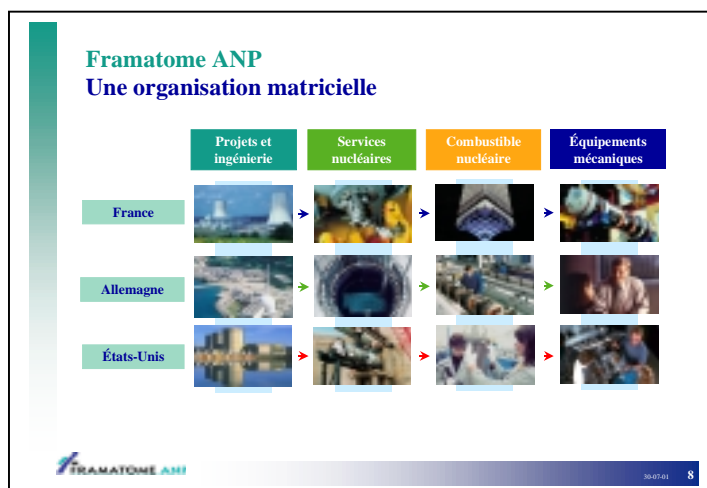 Framatome ANP
Une organisation matricielle
Projets et
ingénierie
Services
nucléaires
Combustible
nucléaire
Équipements
mécaniques
France
Allemagne
États-Unis
FRAMATOME ANP
30-07-01
8